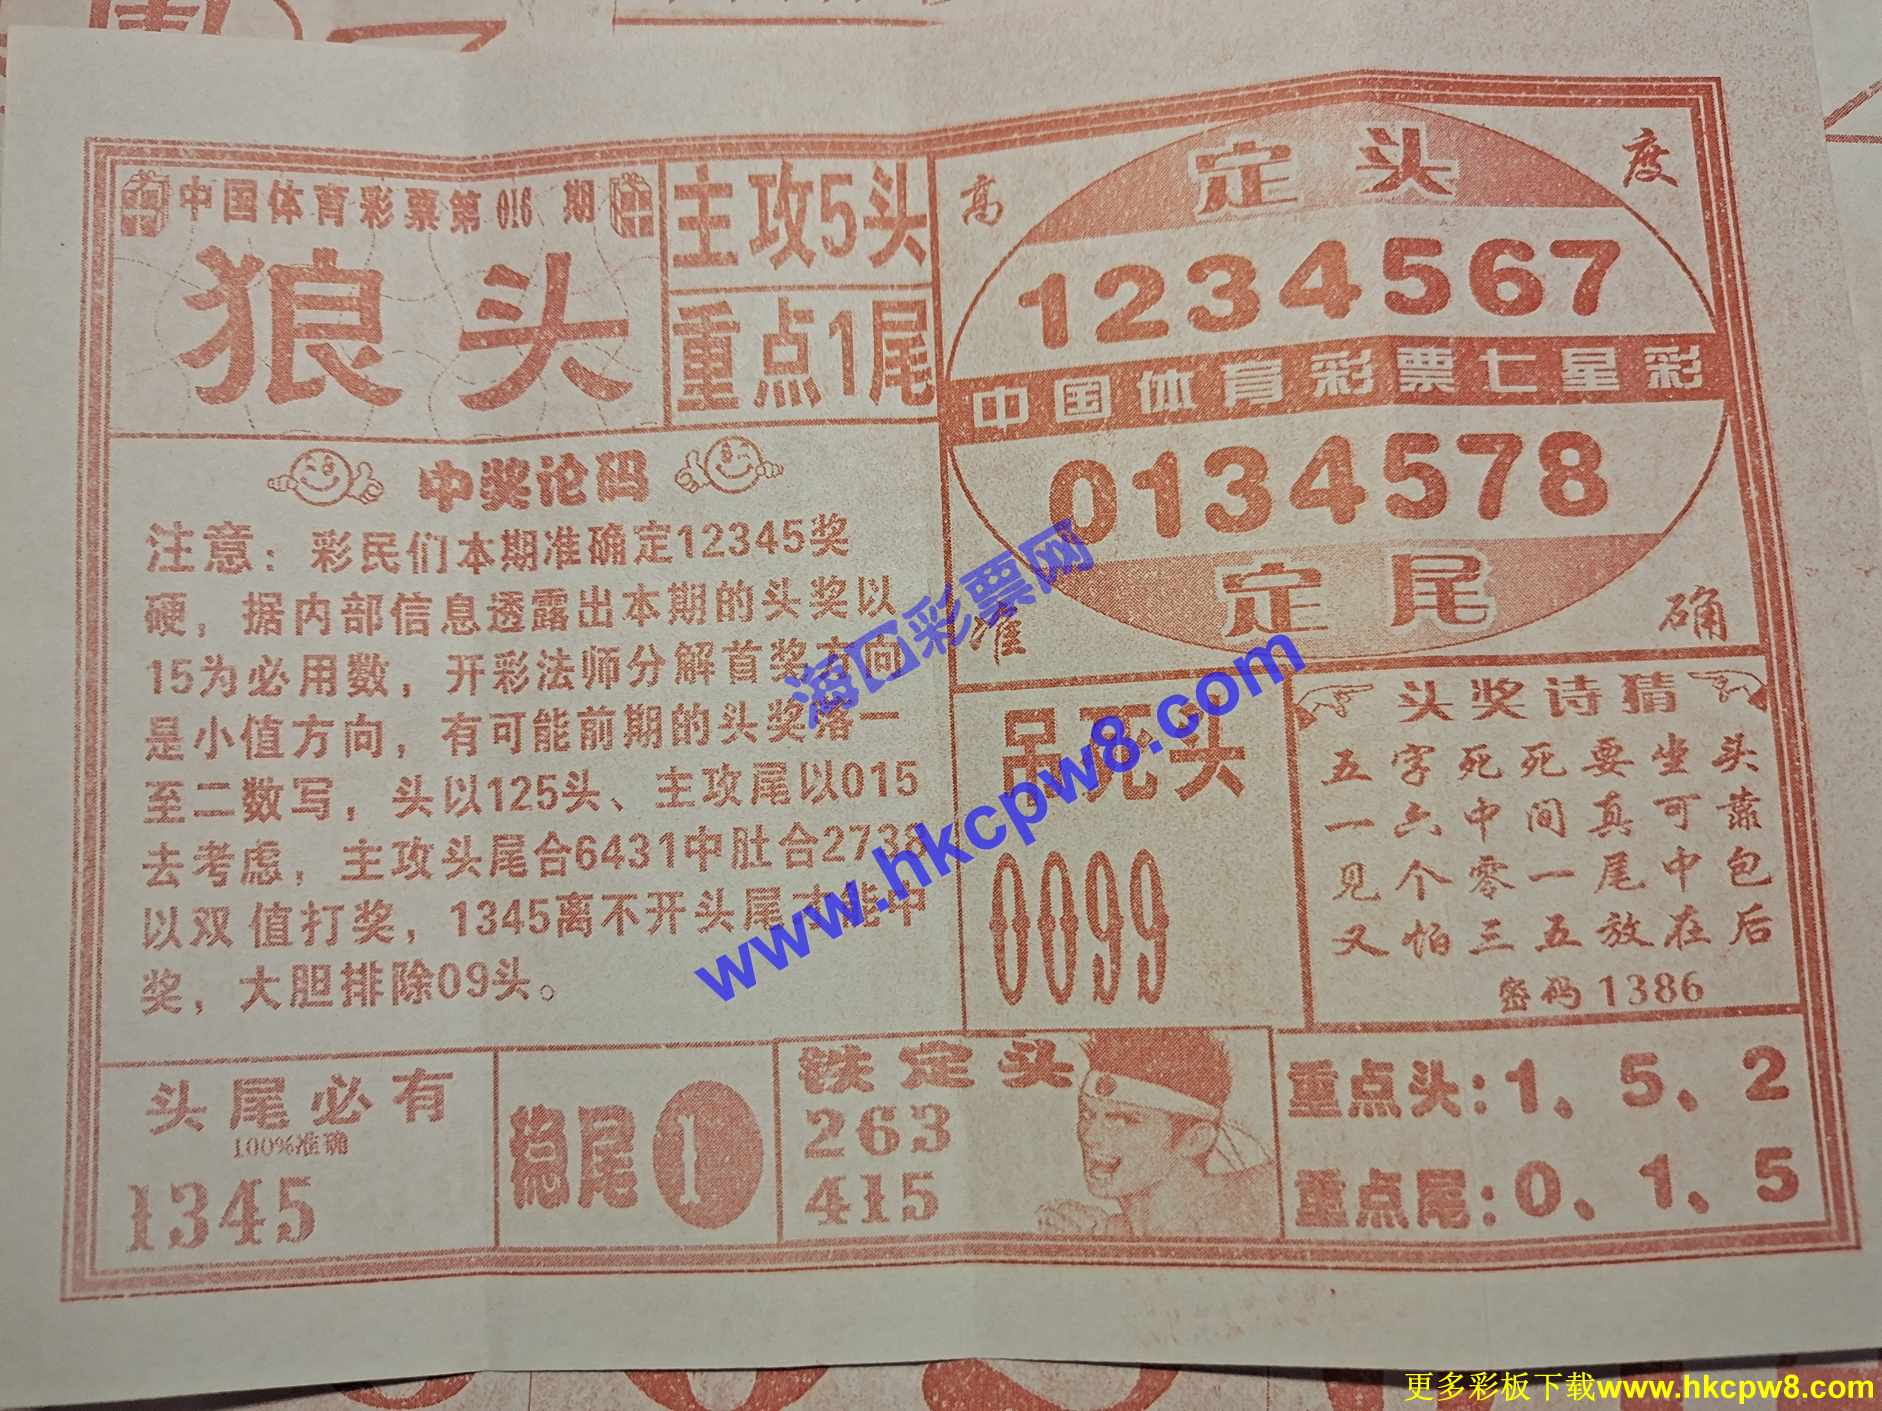 中国体育彩票第 016 期
狼头
主攻5头
重点1尾
高度
定头
1234567
中国体育彩票七星彩
0134578
定尾
准确
中奖论码
注意：彩民们本期准确定12345奖
硬，据内部信息透露出本期的头奖以
15为必用数，开彩法师分解首奖方向
是小值方向，有可能前期的头奖落一
至二数写，头以125头、主攻尾以015
去考虑，主攻头尾合6431中肚合2738
以双值打奖，1345离不开头尾才能中
奖，大胆排除09头。
吊死头
0099
头奖诗猜
五字死死要坐头
一六中间真可靠
见个零一尾中包
又怕三五放在后
密码1386
头尾必有
100%准确
1345
稳尾1
铁定头
263
415
重点头：1、5、2
重点尾：0、1、5
海口彩票网
www.hkcpw8.com
更多彩板下载www.hkcpw8.com